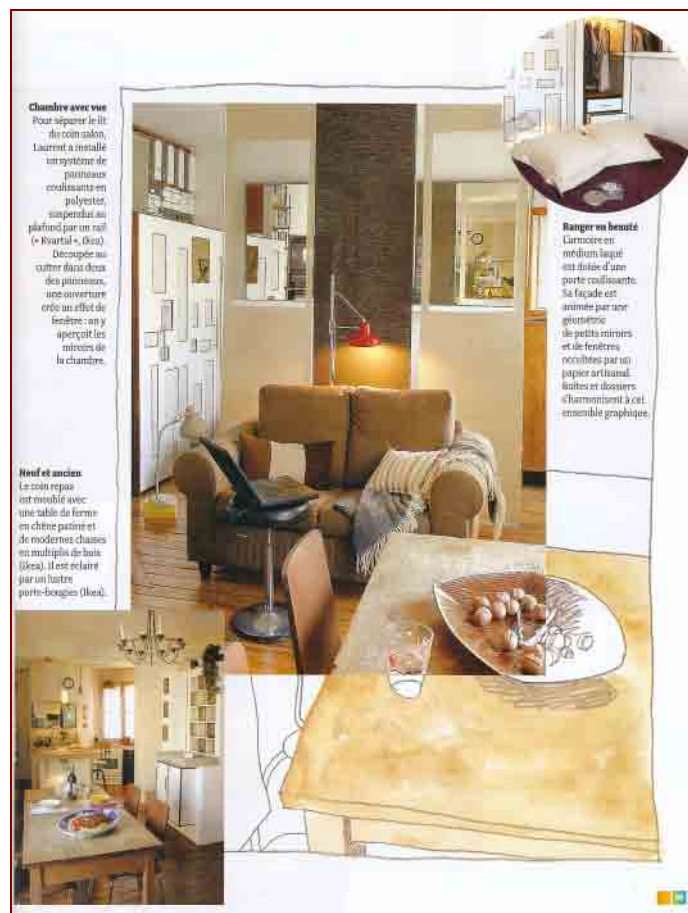 Chambre avec vue
Pour séparer le lit
du coin salon,
Laurent a installé
un système de
panneaux
coulissants en
polyester,
suspendus au
plafond par un rail
(« Kvartal », Ikea).
Découpée au
cutter dans deux
des panneaux,
une ouverture
crée un effet de
fenêtre : on y
aperçoit les
miroirs de
la chambre.
Neuf et ancien
Le coin repas
est meublé avec
une table de ferme
en chêne patiné et
de modernes chaises
en multiplis de bois
(Ikea). Il est éclairé
par un lustre
porte-bougies (Ikea).
Ranger en beauté
L'armoire en
médium laqué
est dotée d'une
porte coulissante.
Sa façade est
animée par une
géométrie
de petits miroirs
et de fenêtres
occultées par un
papier artisanal.
Boîtes et dossiers
s'harmonisent à cet
ensemble graphique.